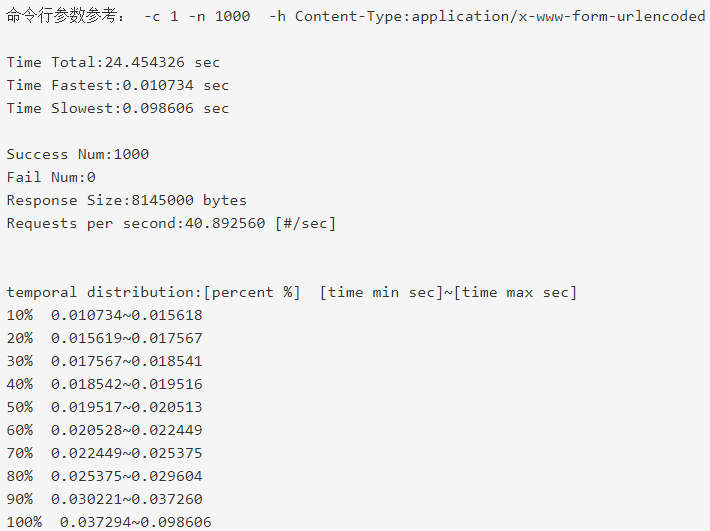 命令行参数参考： -c 1 -n 1000  -h Content-Type:application/x-www-form-urlencoded
Time Total:24.454326 sec
Time Fastest:0.010734 sec
Time Slowest:0.098606 sec
Success Num:1000
Fail Num:0
Response Size:8145000 bytes
Requests per second:40.892560 [#/sec]
temporal distribution:[percent %]  [time min sec]~[time max sec]
10%  0.010734~0.015618
20%  0.015619~0.017567
30%  0.017567~0.018541
40%  0.018542~0.019516
50%  0.019517~0.020513
60%  0.020528~0.022449
70%  0.022449~0.025375
80%  0.025375~0.029604
90%  0.030221~0.037260
100%  0.037294~0.098606